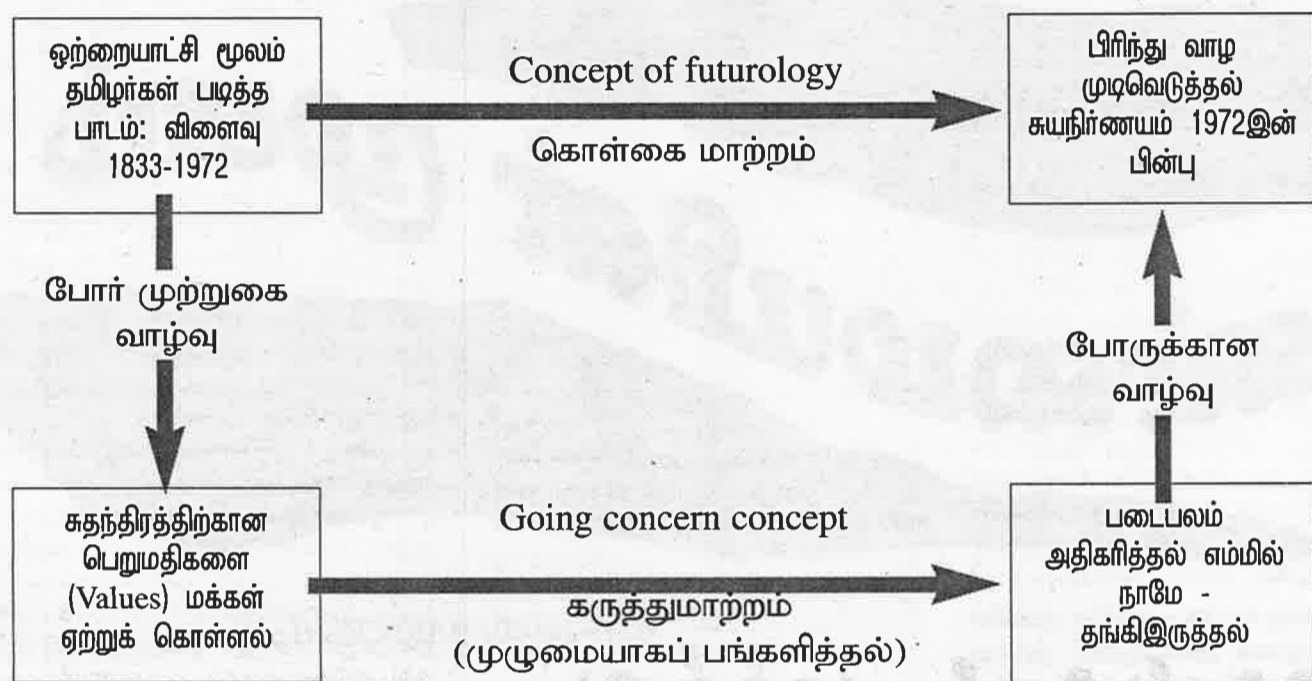 ஒற்றையாட்சி மூலம்
தமிழர்கள் படித்த
பாடம்: விளைவு
1833-1972
Concept of futurology
கொள்கை மாற்றம்
பிரிந்து வாழ
முடிவெடுத்தல்
சுயநிர்ணயம் 1972இன்
பின்பு
போர் முற்றுகை
வாழ்வு
போருக்கான
வாழ்வு
சுதந்திரத்திற்கான
பெறுமதிகளை
(Values) மக்கள்
ஏற்றுக் கொள்ளல்
Going concern concept
கருத்துமாற்றம்
(முழுமையாகப் பங்களித்தல்)
படைபலம்
அதிகரித்தல் எம்மில்
நாமே -
தங்கிஇருத்தல்